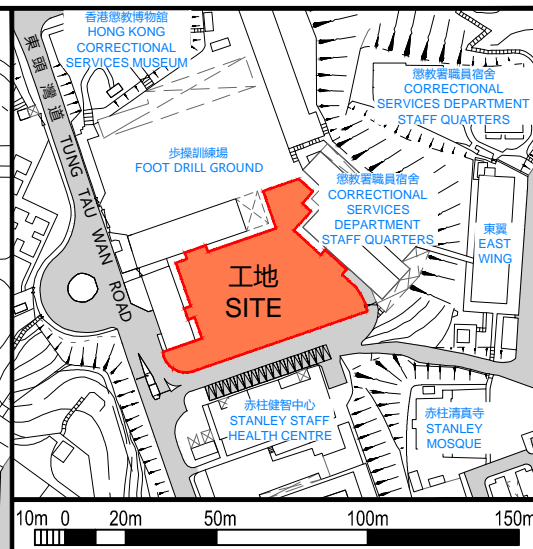 香港懲教博物館
HONG KONG
CORRECTIONAL
SERVICES MUSEUM
懲教署職員宿舍
CORRECTIONAL
SERVICES DEPARTMENT
STAFF QUARTERS
東頭灣道 TUNG TAU WAN ROAD
步操訓練場
FOOT DRILL GROUND
懲教署職員宿舍
CORRECTIONAL
SERVICES
DEPARTMENT
STAFF QUARTERS
東翼
EAST
WING
工地
SITE
赤柱健智中心
STANLEY STAFF
HEALTH CENTRE
赤柱清真寺
STANLEY
MOSQUE
10m 0 20m 50m 100m 150m